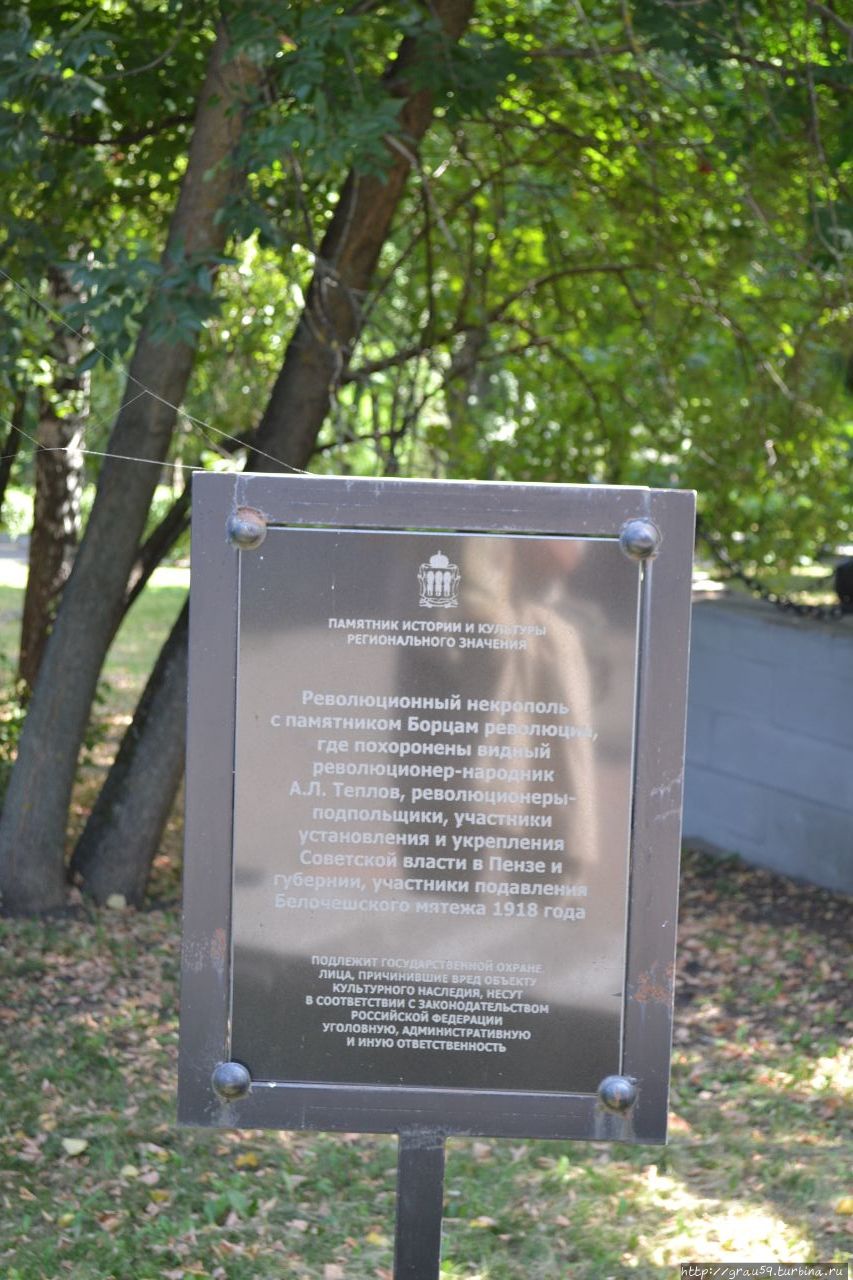 ПАМЯТНИК ИСТОРИИ И КУЛЬТУРЫ
РЕГИОНАЛЬНОГО ЗНАЧЕНИЯ
Революционный некрополь
с памятником Борцам революции,
где похоронены видный
революционер-народник
А.Л. Теплов, революционеры-
подпольщики, участники
установления и укрепления
Советской власти в Пензе и
губернии, участники подавления
Белочешского мятежа 1918 года
ПОДЛЕЖИТ ГОСУДАРСТВЕННОЙ ОХРАНЕ
ЛИЦА, ПРИЧИНИВШИЕ ВРЕД ОБЪЕКТУ
КУЛЬТУРНОГО НАСЛЕДИЯ, НЕСУТ
В СООТВЕТСТВИИ С ЗАКОНОДАТЕЛЬСТВОМ
РОССИЙСКОЙ ФЕДЕРАЦИИ
УГОЛОВНУЮ, АДМИНИСТРАТИВНУЮ
И ИНУЮ ОТВЕТСТВЕННОСТЬ
http://grau59.turbina.ru